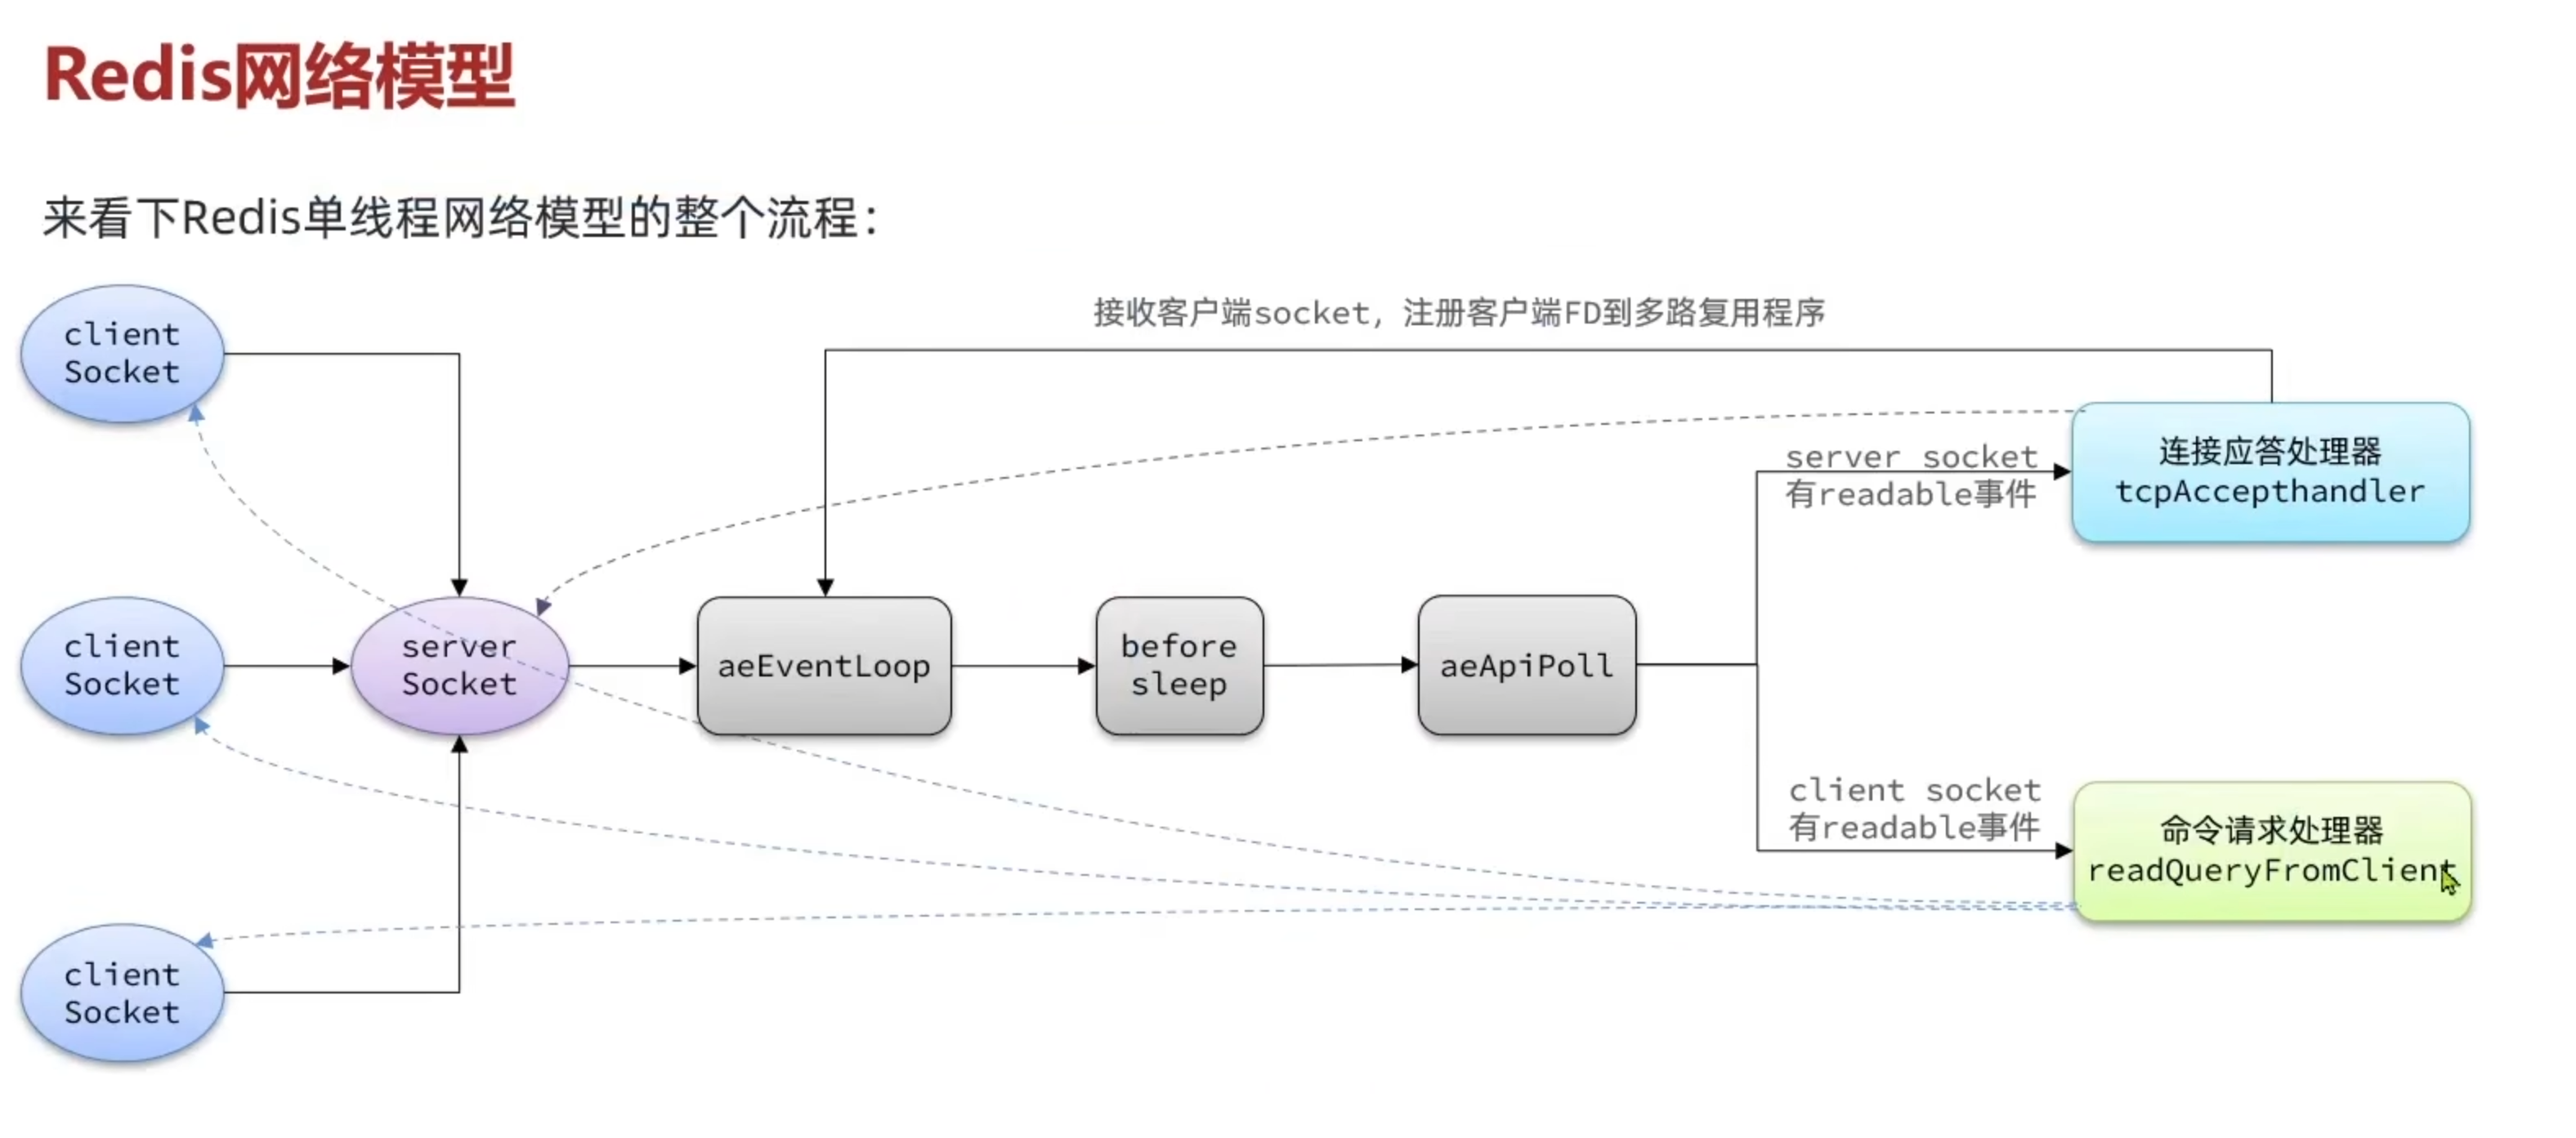 Redis网络模型
来看下Redis单线程网络模型的整个流程：
接收客户端socket，注册客户端FD到多路复用程序
client
Socket
server socket
有readable事件
连接应答处理器
tcpAccepthandler
client
Socket
server
Socket
aeEventLoop
before
sleep
aeApiPoll
client socket
有readable事件
命令请求处理器
readQueryFromClient
client
Socket